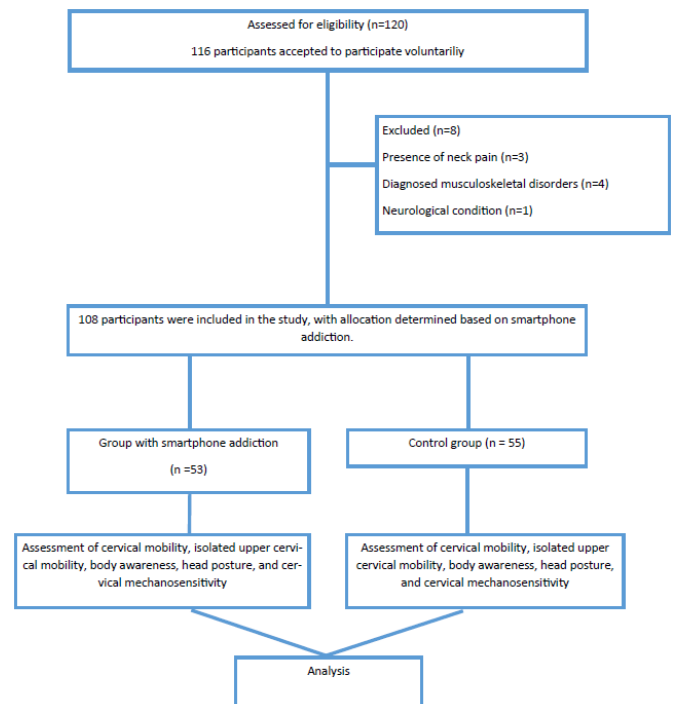 Assessed for eligibility (n=120)
116 participants accepted to participate voluntariliy
Excluded (n=8)
Presence of neck pain (n=3)
Diagnosed musculoskeletal disorders (n=4)
Neurological condition (n=1)
108 participants were included in the study, with allocation determined based on smartphone
addiction.
Group with smartphone addiction
(n =53)
Control group (n = 55)
Assessment of cervical mobility, isolated upper cervi-
cal mobility, body awareness, head posture, and cer-
vical mechanosensitivity
Assessment of cervical mobility, isolated upper
cervical mobility, body awareness, head posture,
and cervical mechanosensitivity
Analysis